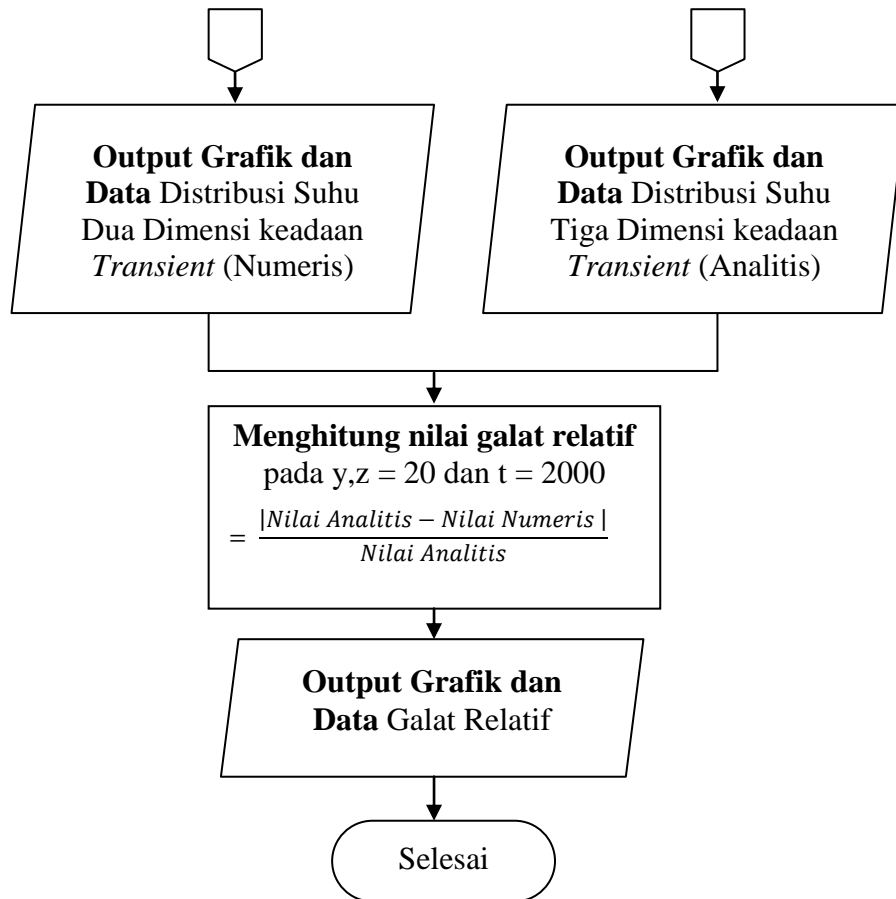 Output Grafik dan
Data Distribusi Suhu
Dua Dimensi keadaan
Transient (Numeris)
Output Grafik dan
Data Distribusi Suhu
Tiga Dimensi keadaan
Transient (Analitis)
Menghitung nilai galat relatif
pada y,z = 20 dan t = 2000
= |Nilai Analitis − Nilai Numeris |
Nilai Analitis
Output Grafik dan
Data Galat Relatif
Selesai